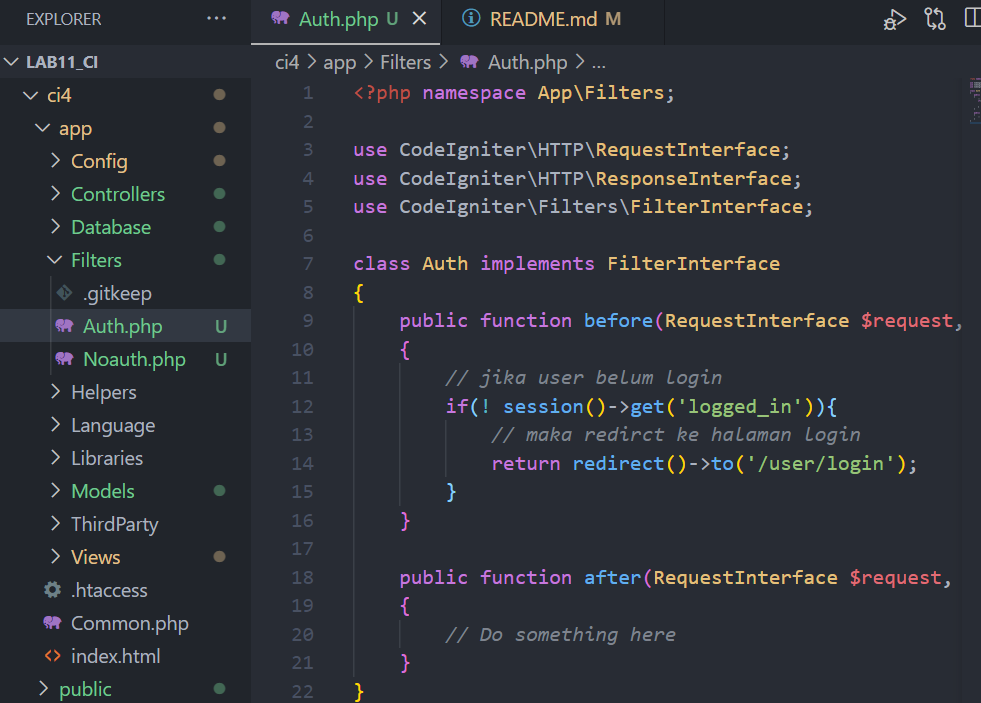 EXPLORER ...
LAB11_CI
ci4
app
Config
Controllers
Database
Filters
.gitkeep
Auth.php U
Noauth.php U
Helpers
Language
Libraries
Models
ThirdParty
Views
.htaccess
Common.php
index.html
public
Auth.php U
README.md M
ci4 > app > Filters > Auth.php > ...
1 <?php namespace App\Filters;
2
3 use CodeIgniter\HTTP\RequestInterface;
4 use CodeIgniter\HTTP\ResponseInterface;
5 use CodeIgniter\Filters\FilterInterface;
6
7 class Auth implements FilterInterface
8 {
9 public function before(RequestInterface $request,
10 {
11 // jika user belum login
12 if(! session()->get('logged_in')){
13 // maka redirct ke halaman login
14 return redirect()->to('/user/login');
15 }
16 }
17
18 public function after(RequestInterface $request,
19 {
20 // Do something here
21 }
22 }